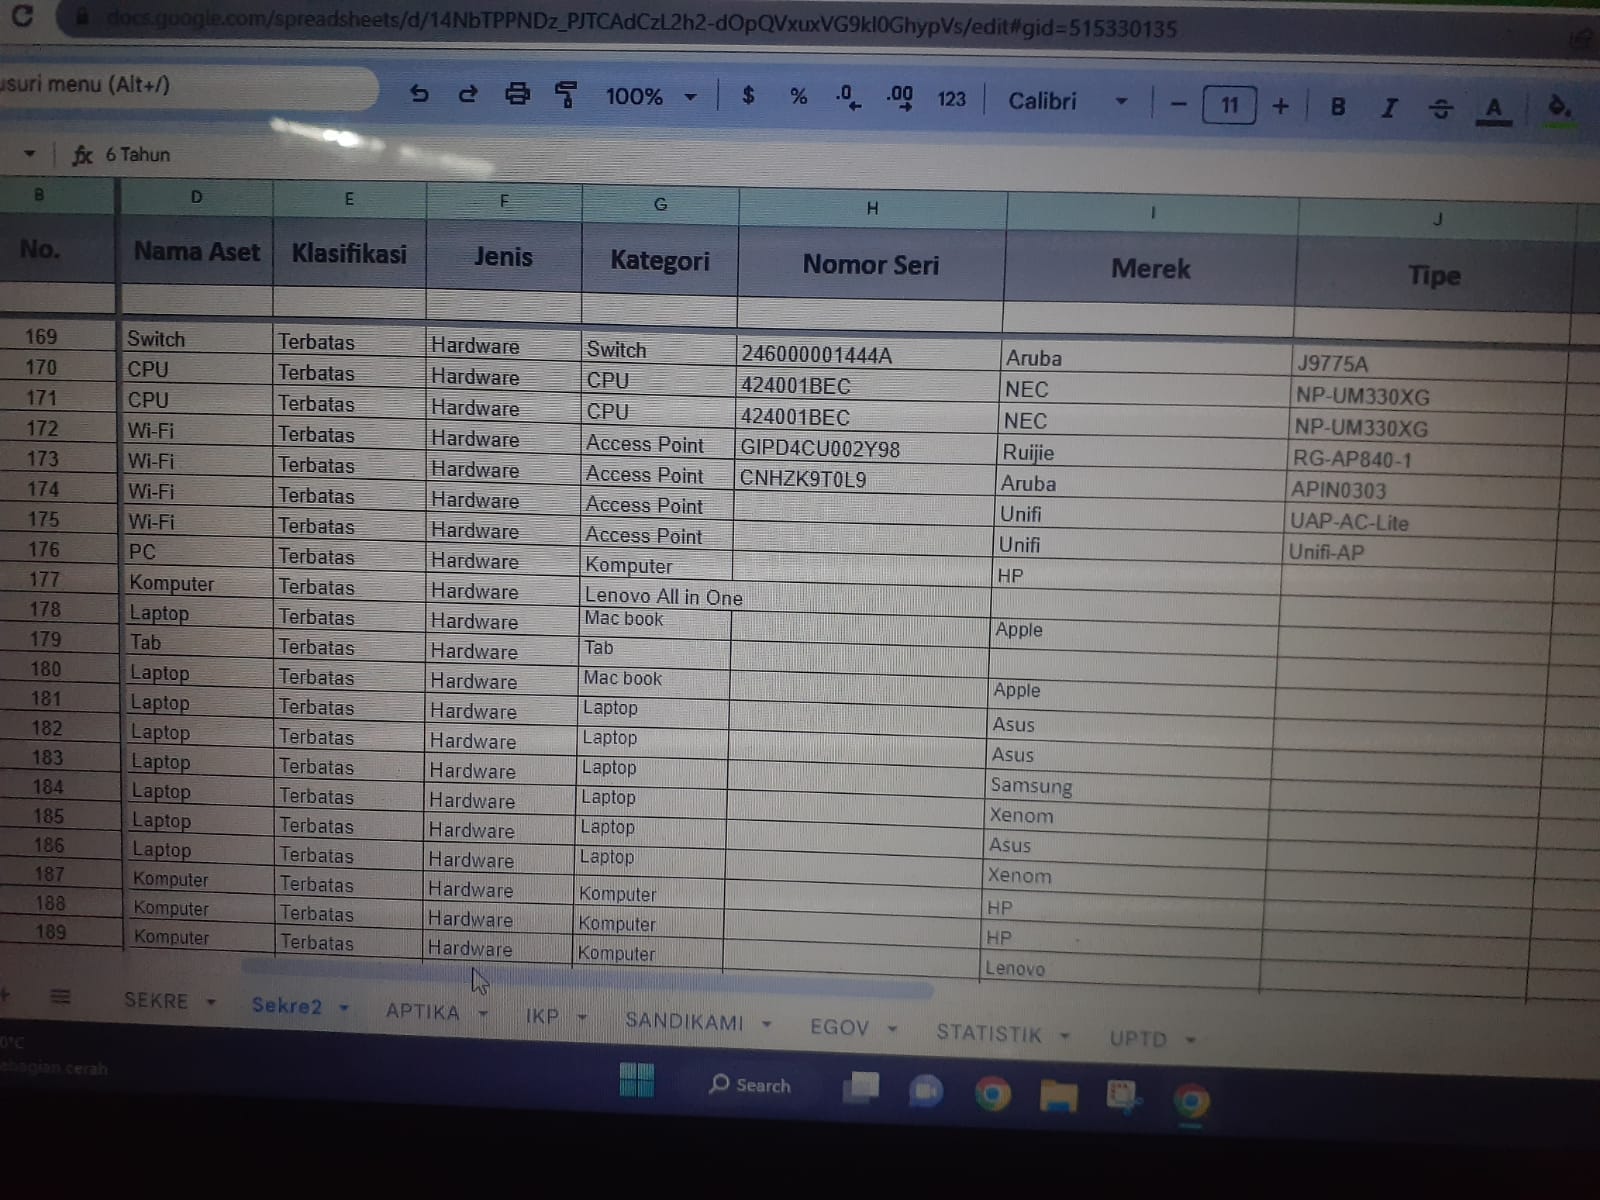 docs.google.com/spreadsheets/d/14NbTPPNDz_PJTCAdCzL2h2-dOpQVxuxVG9kI0GhypVs/edit#gid=515330135
usuri menu (Alt+/) 100% $ % .0 .00 123 Calibri − 11 + B I S A
fx 6 Tahun
B D E F G H I J
No. Nama Aset Klasifikasi Jenis Kategori Nomor Seri Merek Tipe
169 Switch Terbatas Hardware Switch 246000001444A Aruba J9775A
170 CPU Terbatas Hardware CPU 424001BEC NEC NP-UM330XG
171 CPU Terbatas Hardware CPU 424001BEC NEC NP-UM330XG
172 Wi-Fi Terbatas Hardware Access Point GIPD4CU002Y98 Ruijie RG-AP840-1
173 Wi-Fi Terbatas Hardware Access Point CNHZK9T0L9 Aruba APIN0303
174 Wi-Fi Terbatas Hardware Access Point Unifi UAP-AC-Lite
175 Wi-Fi Terbatas Hardware Access Point Unifi Unifi-AP
176 PC Terbatas Hardware Komputer HP
177 Komputer Terbatas Hardware Lenovo All in One
178 Laptop Terbatas Hardware Mac book Apple
179 Tab Terbatas Hardware Tab
180 Laptop Terbatas Hardware Mac book Apple
181 Laptop Terbatas Hardware Laptop Asus
182 Laptop Terbatas Hardware Laptop Asus
183 Laptop Terbatas Hardware Laptop Samsung
184 Laptop Terbatas Hardware Laptop Xenom
185 Laptop Terbatas Hardware Laptop Asus
186 Laptop Terbatas Hardware Laptop Xenom
187 Komputer Terbatas Hardware Komputer HP
188 Komputer Terbatas Hardware Komputer HP
189 Komputer Terbatas Hardware Komputer Lenovo
+ SEKRE Sekre2 APTIKA IKP SANDIKAMI EGOV STATISTIK UPTD
0°C
ebagian cerah
Search